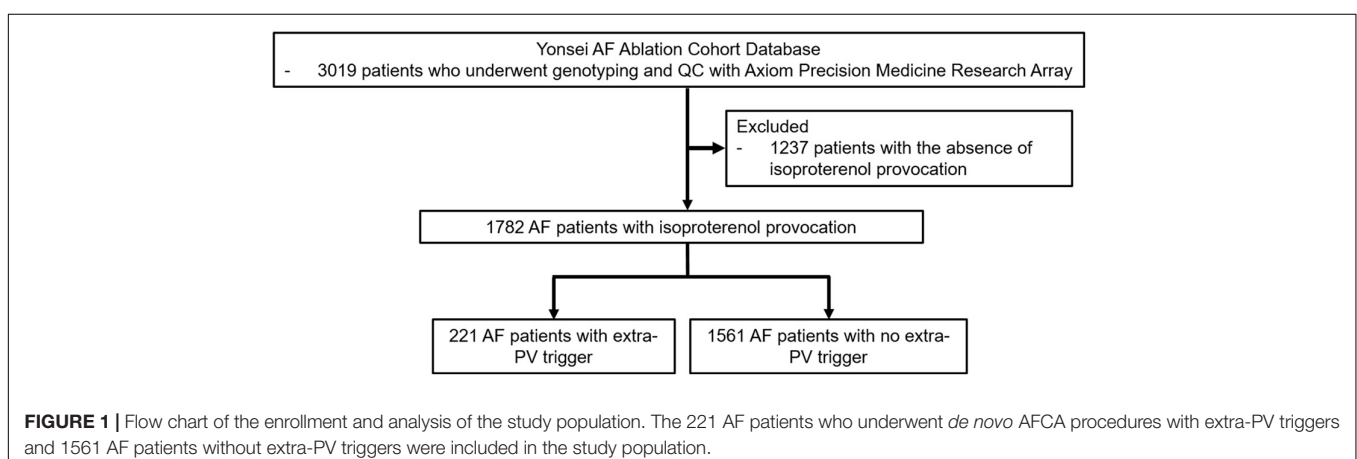 Yonsei AF Ablation Cohort Database
- 3019 patients who underwent genotyping and QC with Axiom Precision Medicine Research Array
Excluded
- 1237 patients with the absence of
isoproterenol provocation
1782 AF patients with isoproterenol provocation
221 AF patients with extra-
PV trigger
1561 AF patients with no extra-
PV trigger
FIGURE 1 | Flow chart of the enrollment and analysis of the study population. The 221 AF patients who underwent de novo AFCA procedures with extra-PV triggers
and 1561 AF patients without extra-PV triggers were included in the study population.